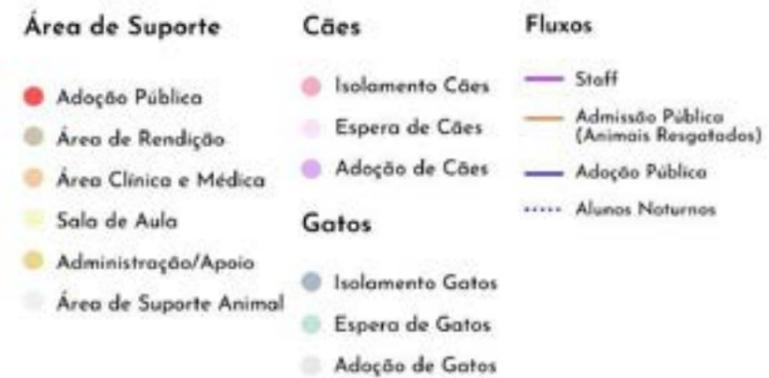 Área de Suporte
Adoção Pública
Área de Rendição
Área Clínica e Médica
Sala de Aula
Administração/Apoio
Área de Suporte Animal
Cães
Isolamento Cães
Espera de Cães
Adoção de Cães
Gatos
Isolamento Gatos
Espera de Gatos
Adoção de Gatos
Fluxos
Staff
Admissão Pública
(Animais Resgatados)
Adoção Pública
Alunos Noturnos